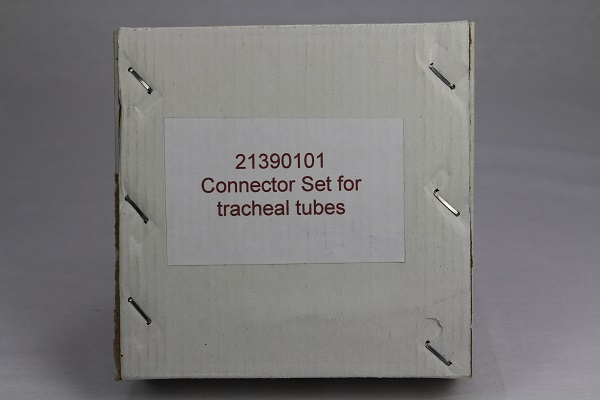 21390101
Connector Set for
tracheal tubes